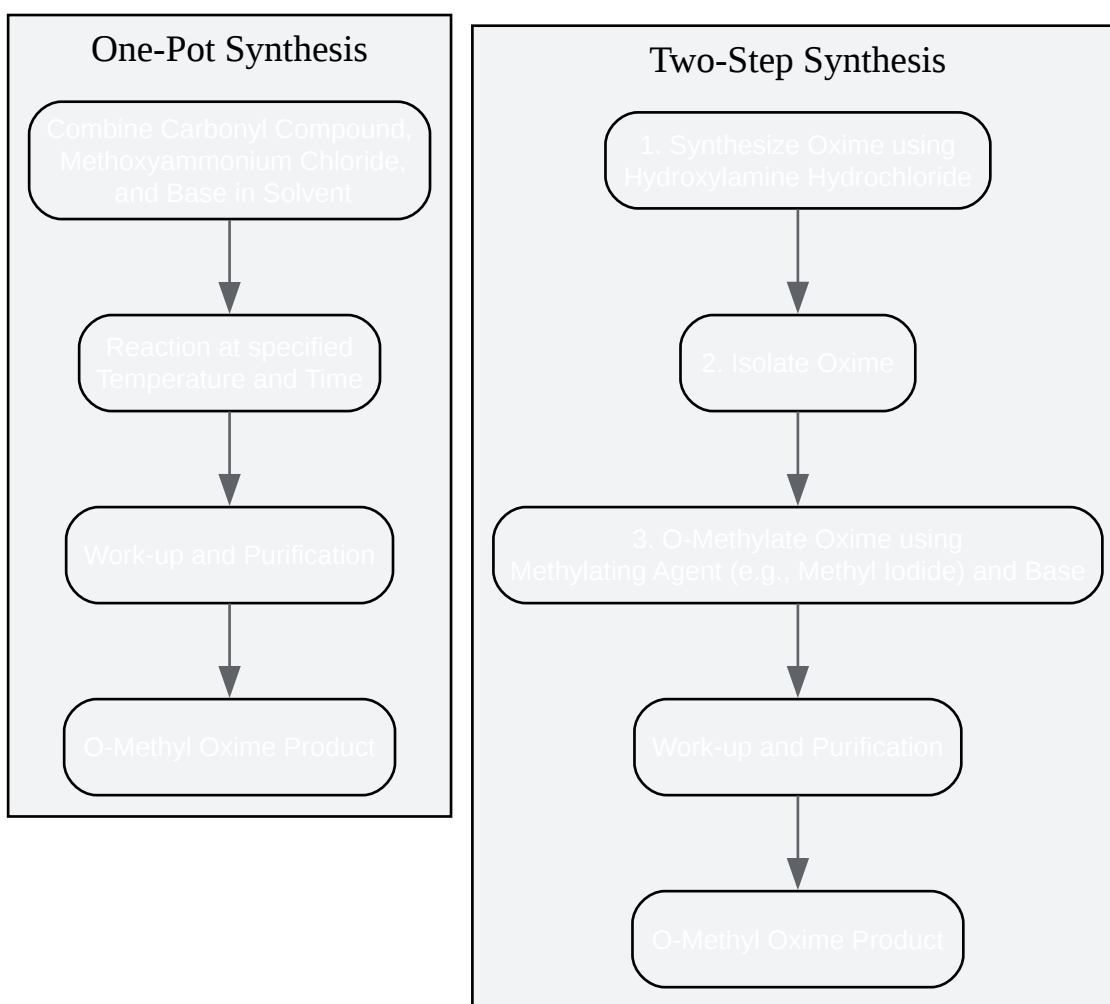 One-Pot Synthesis
Combine Carbonyl Compound,
Methoxyammonium Chloride,
and Base in Solvent
Reaction at specified
Temperature and Time
Work-up and Purification
O-Methyl Oxime Product
Two-Step Synthesis
1. Synthesize Oxime using
Hydroxylamine Hydrochloride
2. Isolate Oxime
3. O-Methylate Oxime using
Methylating Agent (e.g., Methyl Iodide) and Base
Work-up and Purification
O-Methyl Oxime Product